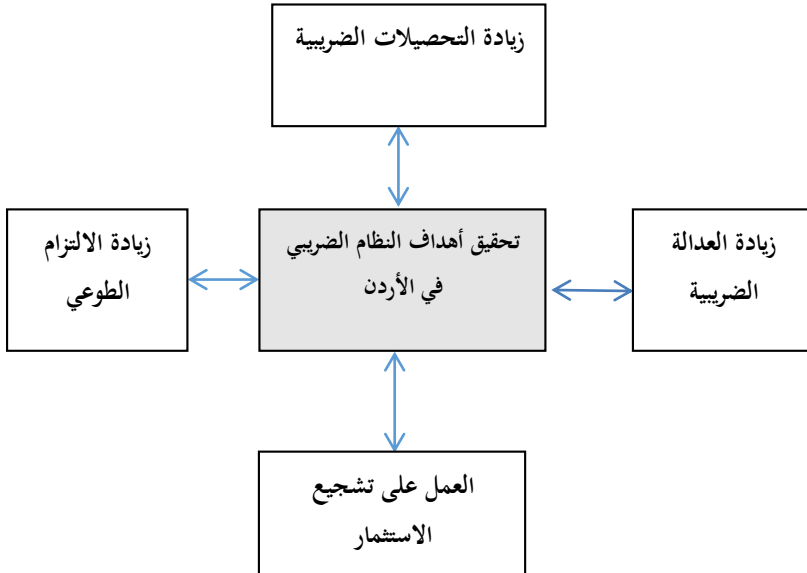 زيادة التحصيلات الضريبية
زيادة العدالة
الضريبية
تحقيق أهداف النظام الضريبي
في الأردن
زيادة الالتزام
الطوعي
العمل على تشجيع
الاستثمار